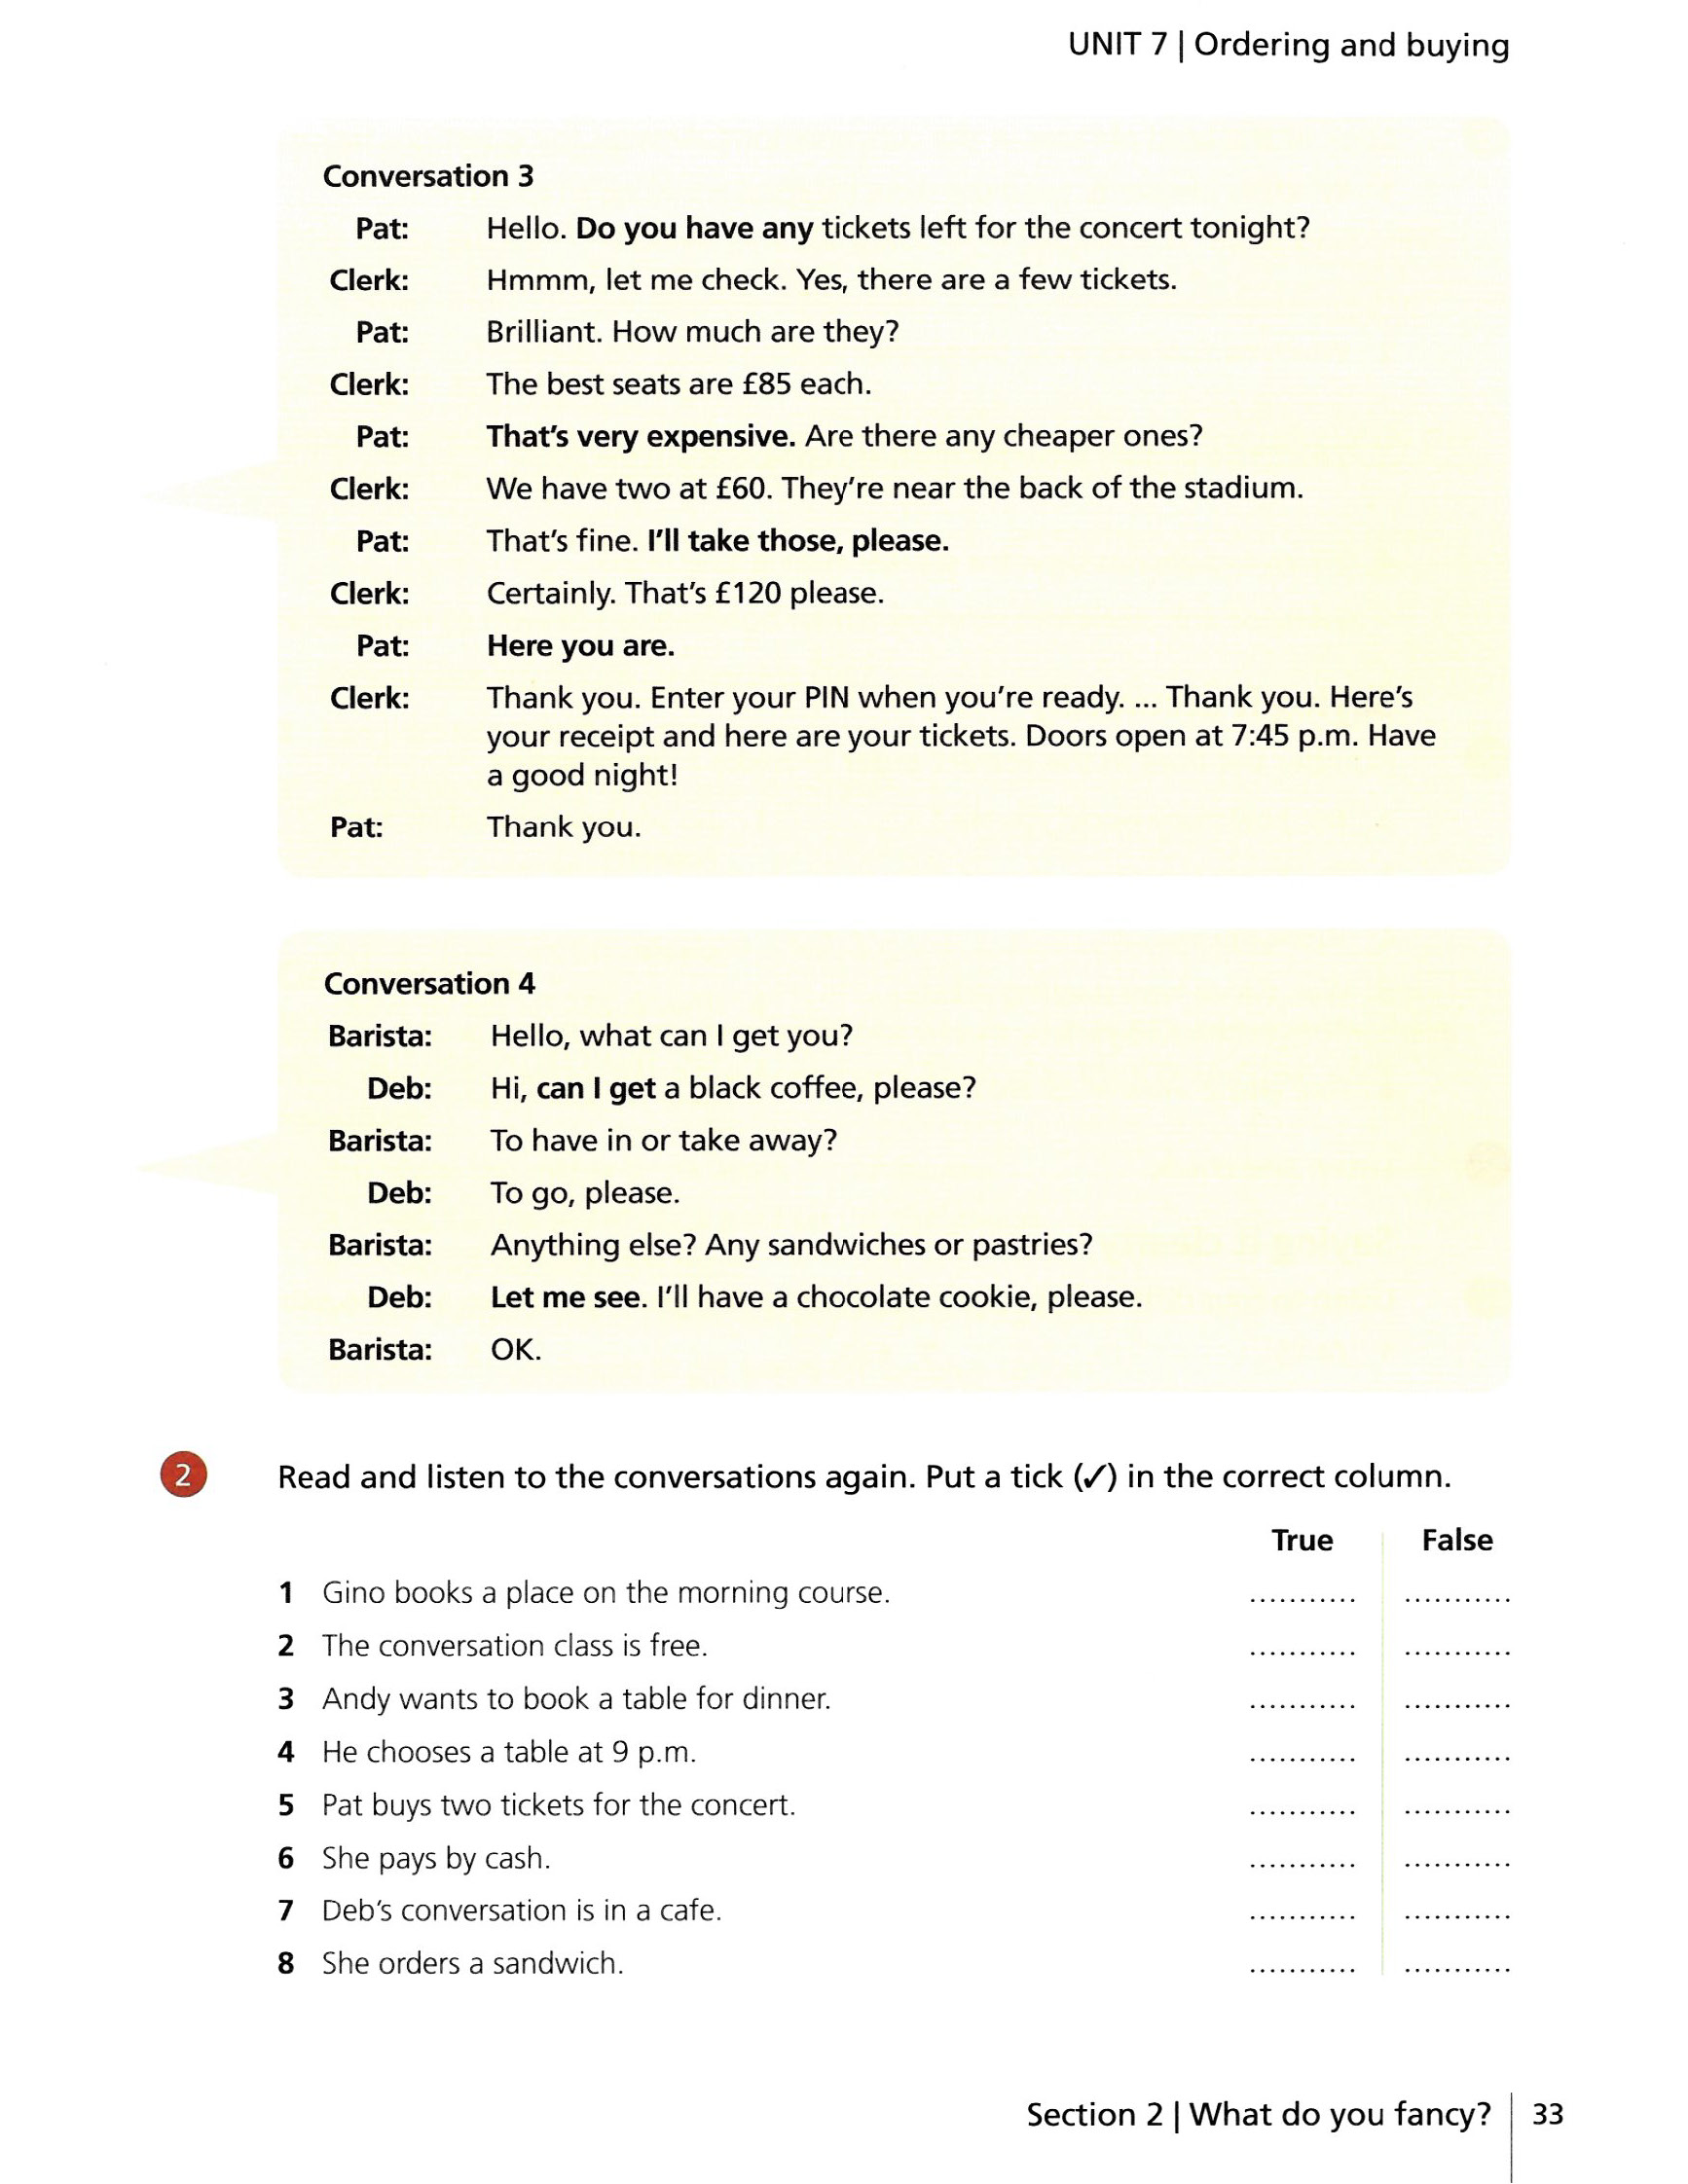 UNIT 7 | Ordering and buying
Conversation 3
Pat: Hello. Do you have any tickets left for the concert tonight?
Clerk: Hmmm, let me check. Yes, there are a few tickets.
Pat: Brilliant. How much are they?
Clerk: The best seats are £85 each.
Pat: That's very expensive. Are there any cheaper ones?
Clerk: We have two at £60. They're near the back of the stadium.
Pat: That's fine. I'll take those, please.
Clerk: Certainly. That's £120 please.
Pat: Here you are.
Clerk: Thank you. Enter your PIN when you're ready. ... Thank you. Here's
your receipt and here are your tickets. Doors open at 7:45 p.m. Have
a good night!
Pat: Thank you.
Conversation 4
Barista: Hello, what can I get you?
Deb: Hi, can I get a black coffee, please?
Barista: To have in or take away?
Deb: To go, please.
Barista: Anything else? Any sandwiches or pastries?
Deb: Let me see. I'll have a chocolate cookie, please.
Barista: OK.
2 Read and listen to the conversations again. Put a tick (✓) in the correct column.
True False
1 Gino books a place on the morning course. ........... ...........
2 The conversation class is free. ........... ...........
3 Andy wants to book a table for dinner. ........... ...........
4 He chooses a table at 9 p.m. ........... ...........
5 Pat buys two tickets for the concert. ........... ...........
6 She pays by cash. ........... ...........
7 Deb's conversation is in a cafe. ........... ...........
8 She orders a sandwich. ........... ...........
Section 2 | What do you fancy? 33